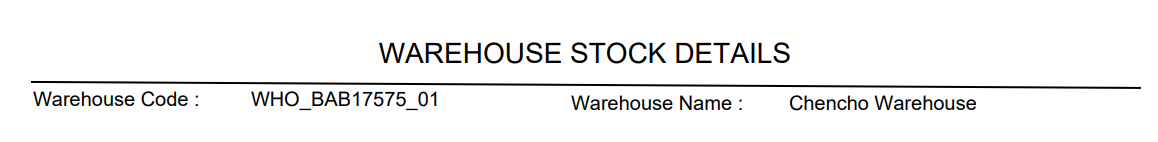 WAREHOUSE STOCK DETAILS
Warehouse Code : WHO_BAB17575_01 Warehouse Name : Chencho Warehouse